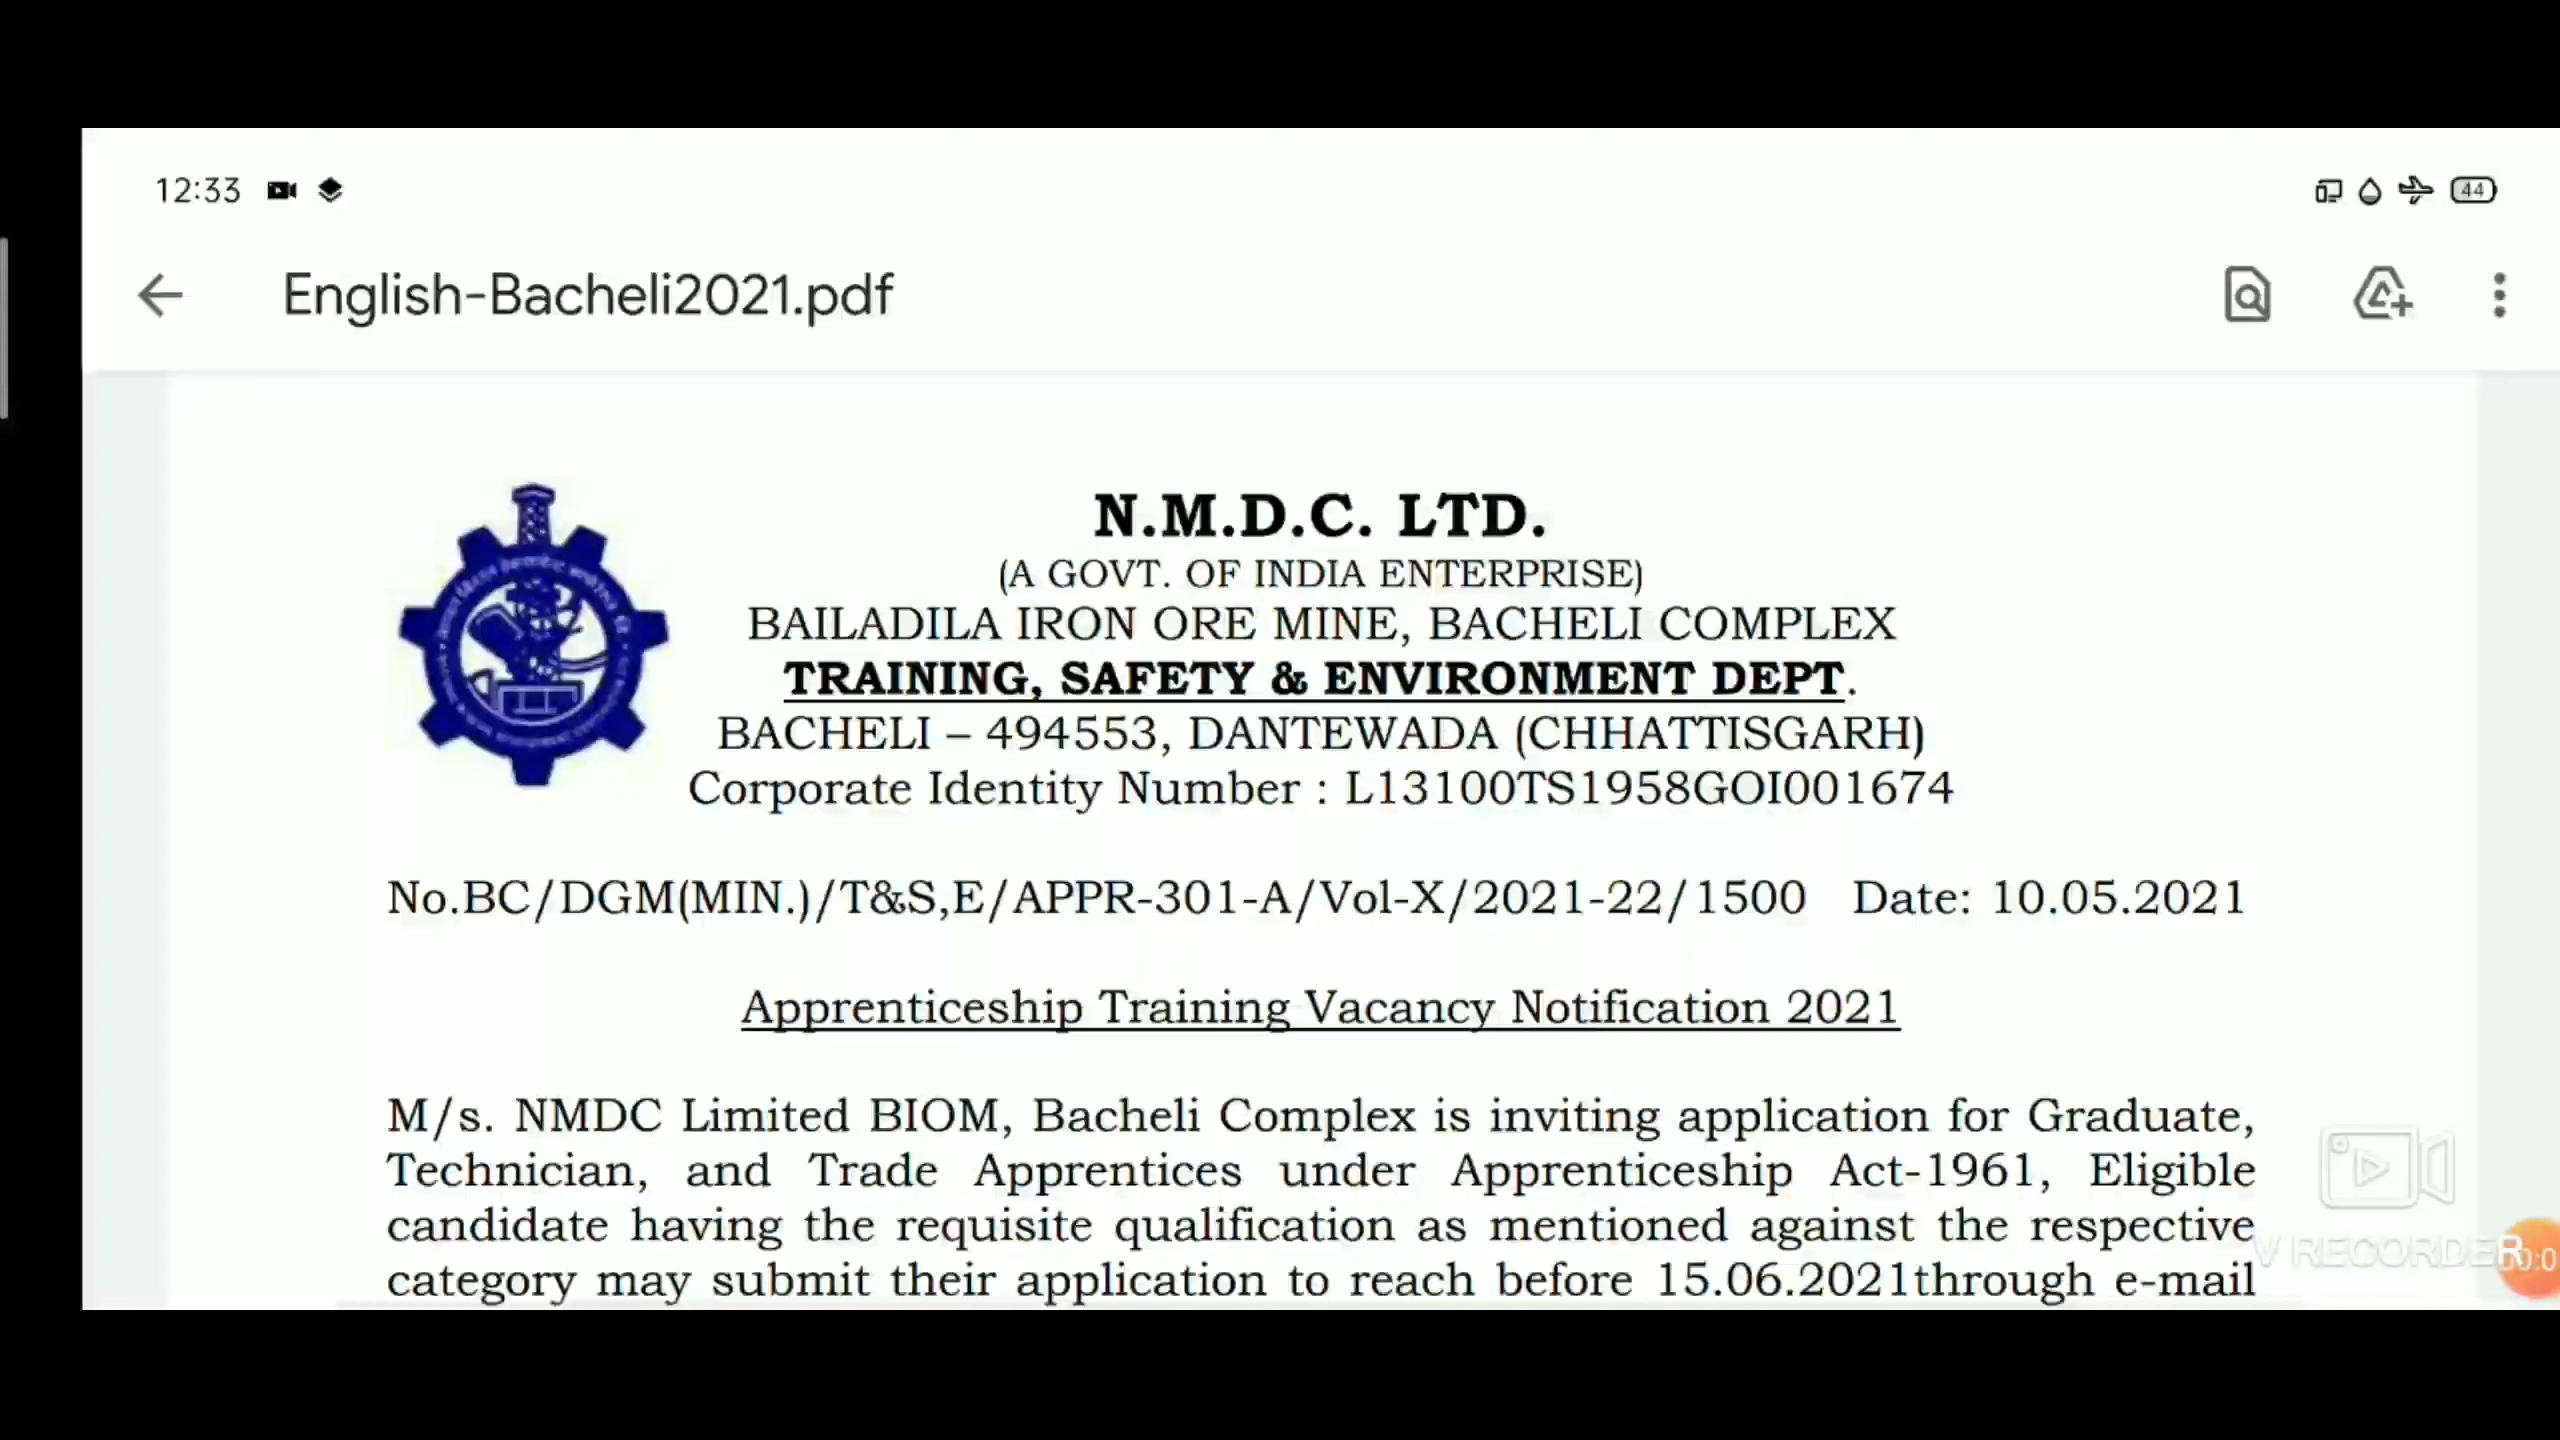 12:33
44
English-Bacheli2021.pdf
N.M.D.C. LTD.
(A GOVT. OF INDIA ENTERPRISE)
BAILADILA IRON ORE MINE, BACHELI COMPLEX
TRAINING, SAFETY & ENVIRONMENT DEPT.
BACHELI – 494553, DANTEWADA (CHHATTISGARH)
Corporate Identity Number : L13100TS1958GOI001674
No.BC/DGM(MIN.)/T&S,E/APPR-301-A/Vol-X/2021-22/1500 Date: 10.05.2021
Apprenticeship Training Vacancy Notification 2021
M/s. NMDC Limited BIOM, Bacheli Complex is inviting application for Graduate,
Technician, and Trade Apprentices under Apprenticeship Act-1961, Eligible
candidate having the requisite qualification as mentioned against the respective
category may submit their application to reach before 15.06.2021through e-mail
V RECORDER